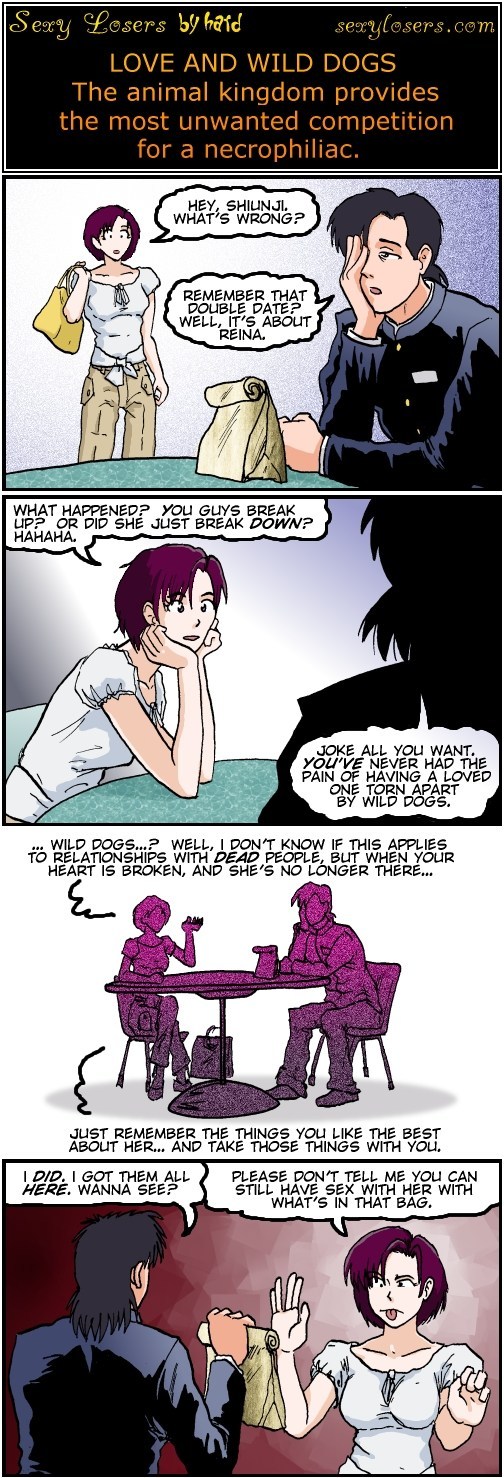 Sexy Losers by hard
sexylosers.com
LOVE AND WILD DOGS
The animal kingdom provides
the most unwanted competition
for a necrophiliac.
HEY, SHIUNJI.
WHAT'S WRONG?
REMEMBER THAT
DOUBLE DATE?
WELL, IT'S ABOUT
REINA.
WHAT HAPPENED? YOU GUYS BREAK
UP? OR DID SHE JUST BREAK DOWN?
HAHAHA.
JOKE ALL YOU WANT.
YOU'VE NEVER HAD THE
PAIN OF HAVING A LOVED
ONE TORN APART
BY WILD DOGS.
... WILD DOGS...? WELL, I DON'T KNOW IF THIS APPLIES
TO RELATIONSHIPS WITH DEAD PEOPLE, BUT WHEN YOUR
HEART IS BROKEN, AND SHE'S NO LONGER THERE...
JUST REMEMBER THE THINGS YOU LIKE THE BEST
ABOUT HER... AND TAKE THOSE THINGS WITH YOU.
I DID. I GOT THEM ALL
HERE. WANNA SEE?
PLEASE DON'T TELL ME YOU CAN
STILL HAVE SEX WITH HER WITH
WHAT'S IN THAT BAG.